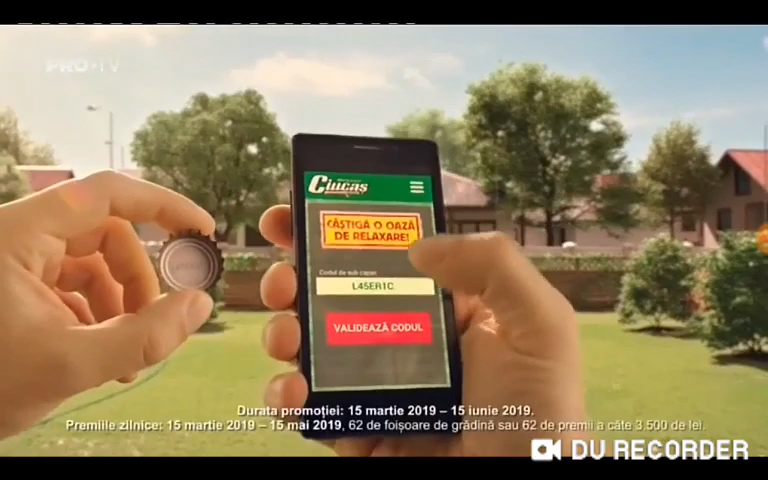 PRO•TV
Ciucaș
CÂȘTIGĂ O OAZĂ
DE RELAXARE!
Codul de sub capac
L45ER1C
VALIDEAZĂ CODUL
Durata promoției: 15 martie 2019 – 15 iunie 2019.
Premiile zilnice: 15 martie 2019 – 15 mai 2019, 62 de foișoare de grădină sau 62 de premii a câte 3.500 de lei.
DU RECORDER